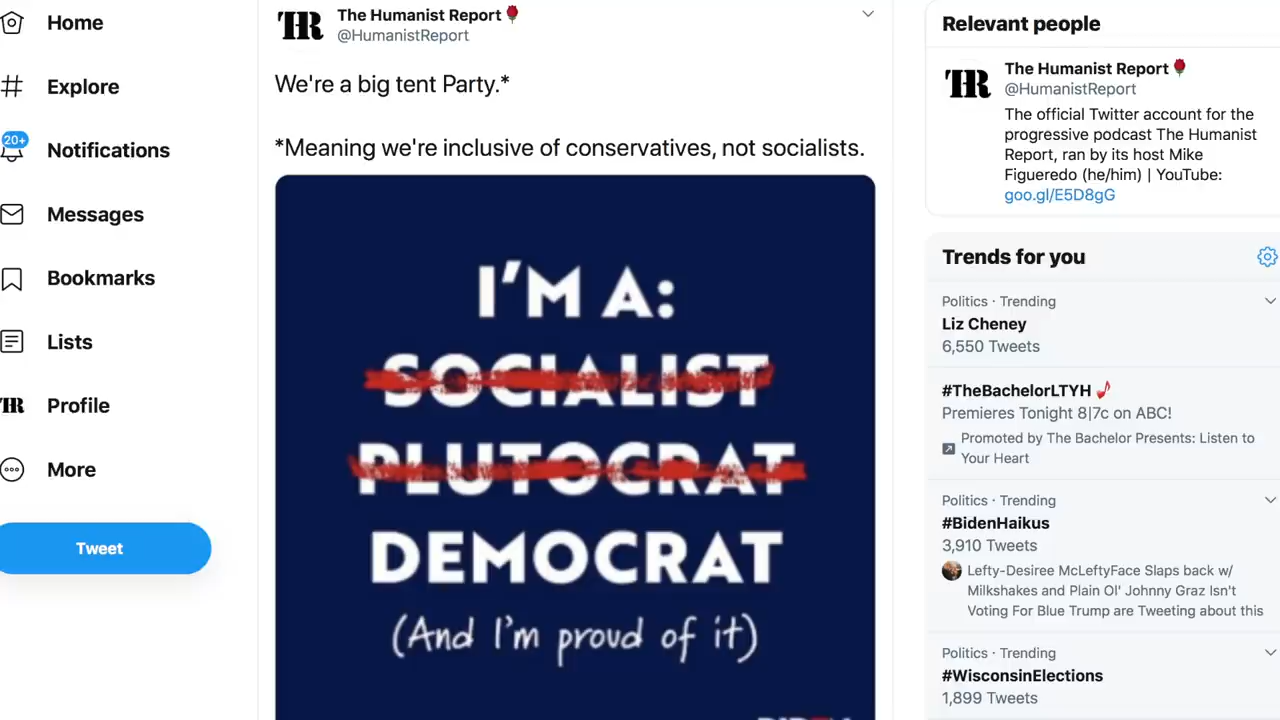 Home
Explore
20+
Notifications
Messages
Bookmarks
Lists
THR
Profile
More
Tweet
THR
The Humanist Report🌹
@HumanistReport
We're a big tent Party.*
*Meaning we're inclusive of conservatives, not socialists.
I'M A:
SOCIALIST
PLUTOCRAT
DEMOCRAT
(And I'm proud of it)
Relevant people
THR
The Humanist Report🌹
@HumanistReport
The official Twitter account for the
progressive podcast The Humanist
Report, ran by its host Mike
Figueredo (he/him) | YouTube:
goo.gl/E5D8gG
Trends for you
Politics · Trending
Liz Cheney
6,550 Tweets
#TheBachelorLTYH
Premieres Tonight 8|7c on ABC!
Promoted by The Bachelor Presents: Listen to
Your Heart
Politics · Trending
#BidenHaikus
3,910 Tweets
Lefty-Desiree McLeftyFace Slaps back w/
Milkshakes and Plain Ol' Johnny Graz Isn't
Voting For Blue Trump are Tweeting about this
Politics · Trending
#WisconsinElections
1,899 Tweets